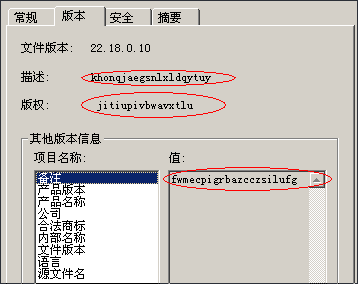 常规 版本 安全 摘要
文件版本: 22.18.0.10
描述: khonqjaegsnlxldqytuy
版权: jitiupivbwavxtlu
其他版本信息
项目名称: 值:
备注 fwmecpigrbazcczsilufg
产品版本
产品名称
公司
合法商标
内部名称
文件版本
语言
源文件名